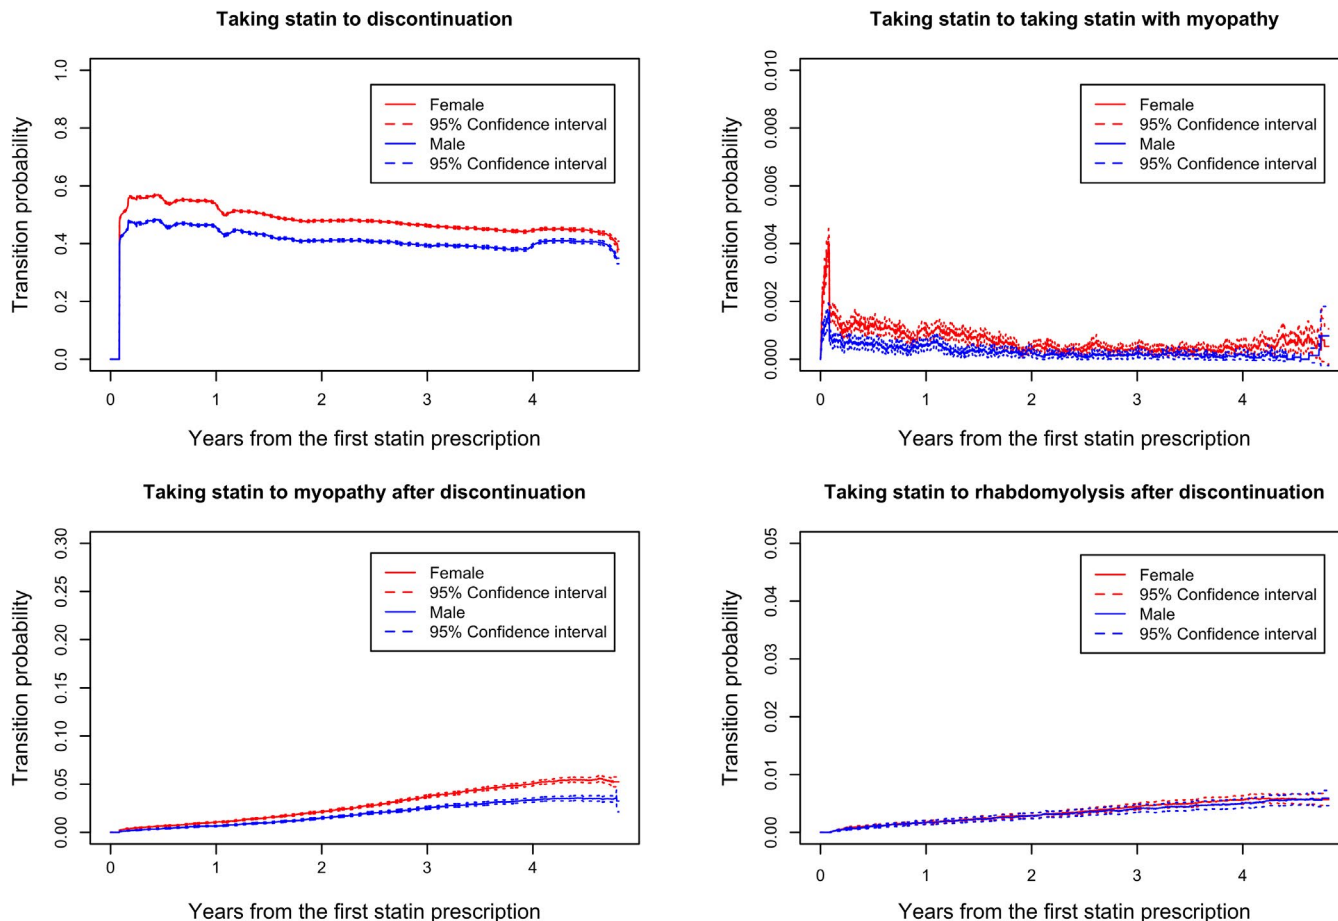 Taking statin to discontinuation
Transition probability
1.0
0.8
0.6
0.4
0.2
0.0
Female
95% Confidence interval
Male
95% Confidence interval
0 1 2 3 4
Years from the first statin prescription
Taking statin to taking statin with myopathy
Transition probability
0.010
0.008
0.006
0.004
0.002
0.000
Female
95% Confidence interval
Male
95% Confidence interval
0 1 2 3 4
Years from the first statin prescription
Taking statin to myopathy after discontinuation
Transition probability
0.30
0.25
0.20
0.15
0.10
0.05
0.00
Female
95% Confidence interval
Male
95% Confidence interval
0 1 2 3 4
Years from the first statin prescription
Taking statin to rhabdomyolysis after discontinuation
Transition probability
0.05
0.04
0.03
0.02
0.01
0.00
Female
95% Confidence interval
Male
95% Confidence interval
0 1 2 3 4
Years from the first statin prescription